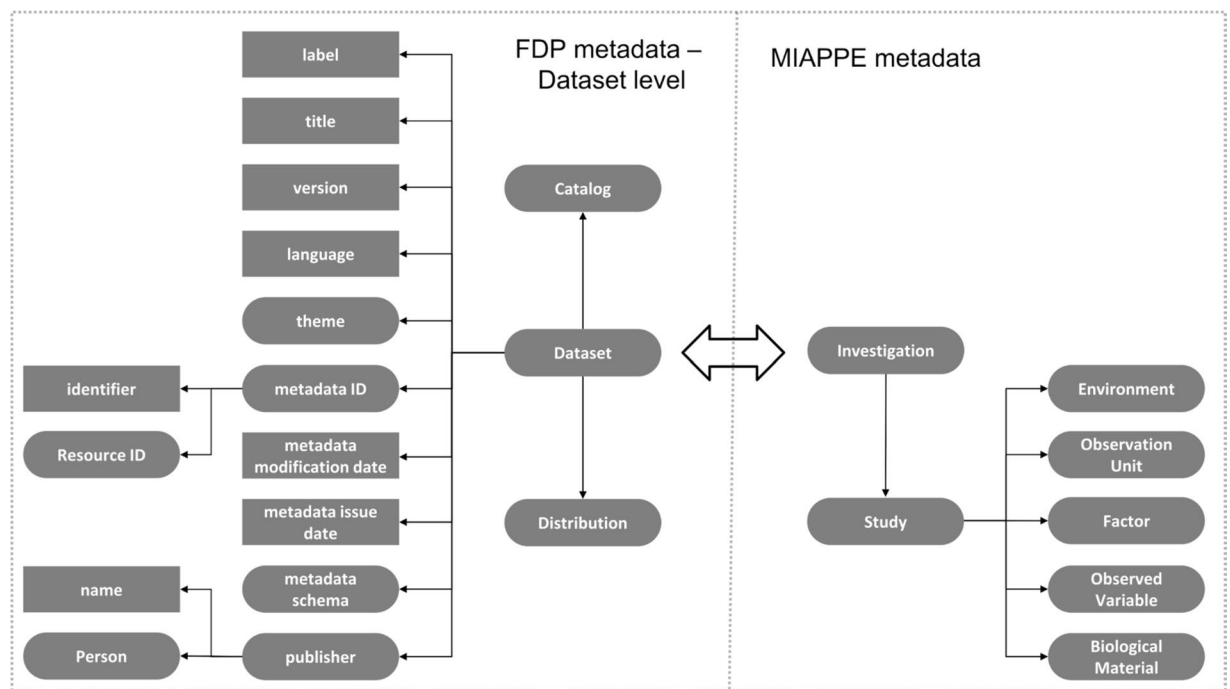 FDP metadata –
Dataset level
label
title
version
language
theme
metadata ID
identifier
Resource ID
metadata
modification date
metadata issue
date
metadata
schema
publisher
name
Person
Catalog
Dataset
Distribution
MIAPPE metadata
Investigation
Study
Environment
Observation
Unit
Factor
Observed
Variable
Biological
Material